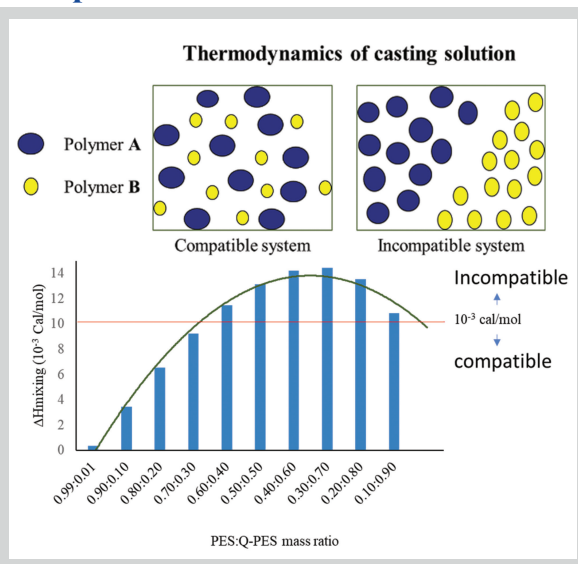 Thermodynamics of casting solution
Polymer A
Polymer B
Compatible system
Incompatible system
14
12
10
8
6
4
2
0
ΔHmixing (10⁻³ Cal/mol)
Incompatible
10⁻³ cal/mol
compatible
0.99:0.01
0.90:0.10
0.80:0.20
0.70:0.30
0.60:0.40
0.50:0.50
0.40:0.60
0.30:0.70
0.20:0.80
0.10:0.90
PES:Q-PES mass ratio